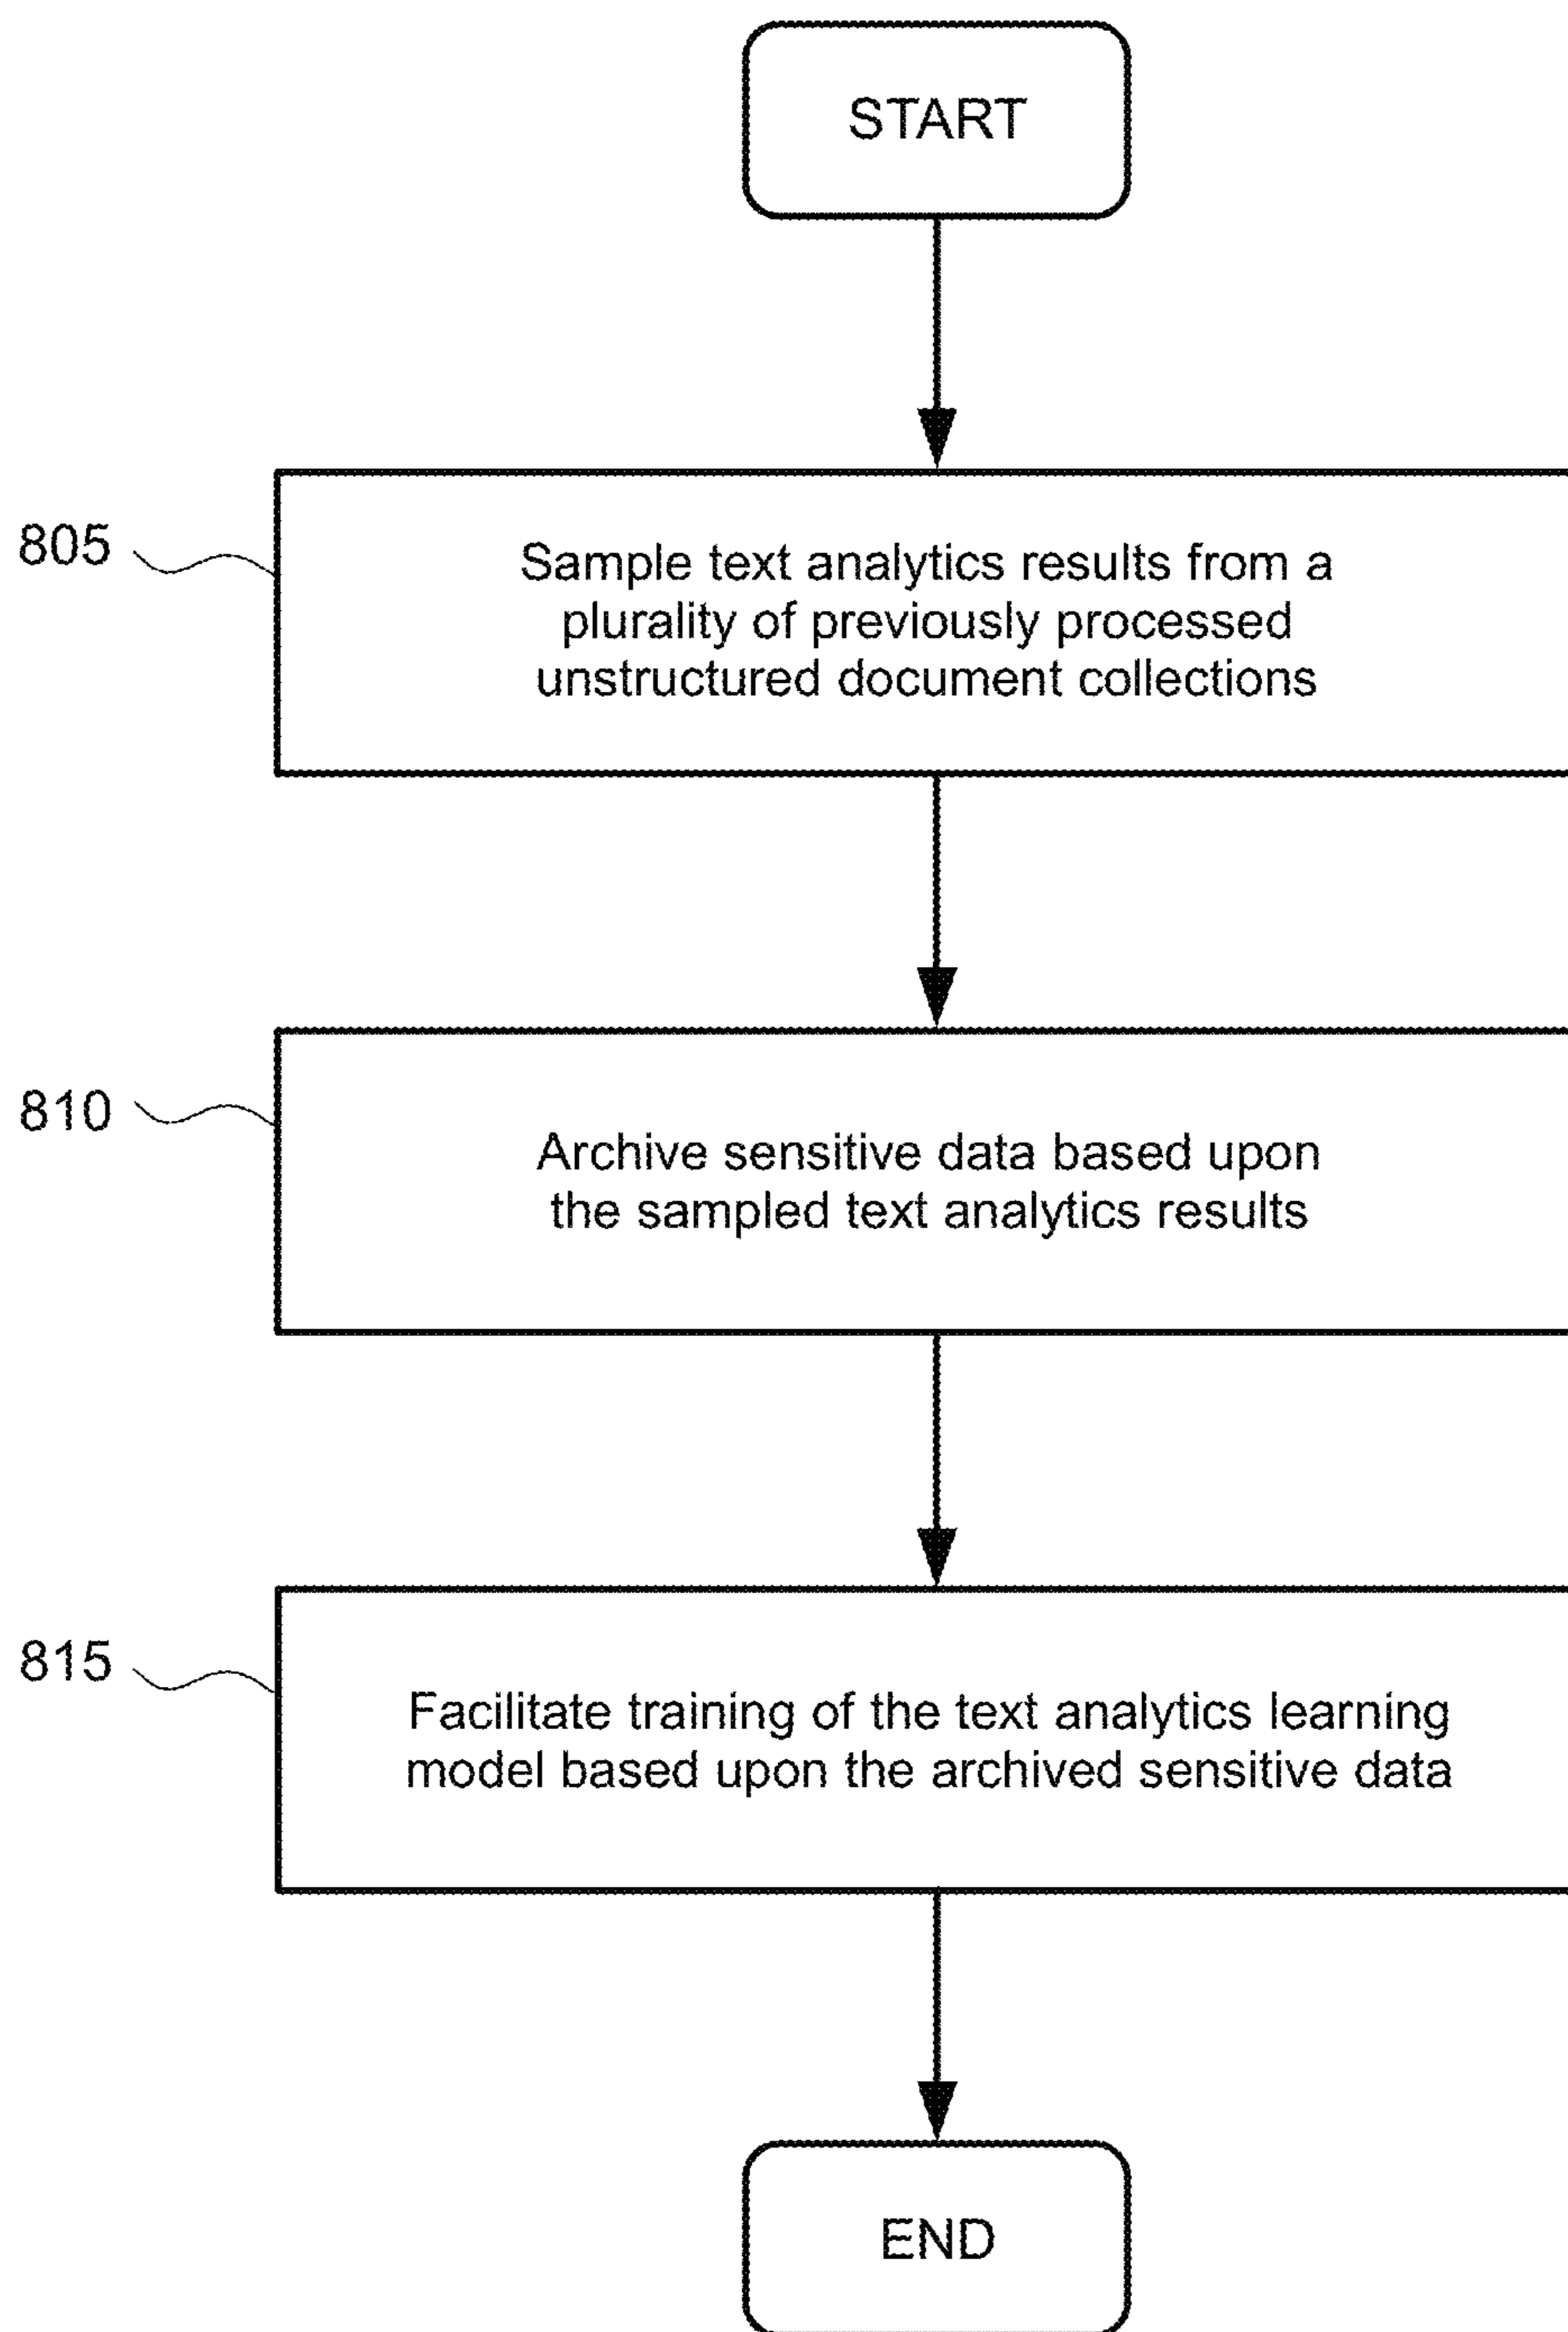 START
805
Sample text analytics results from a
plurality of previously processed
unstructured document collections
810
Archive sensitive data based upon
the sampled text analytics results
815
Facilitate training of the text analytics learning
model based upon the archived sensitive data
END